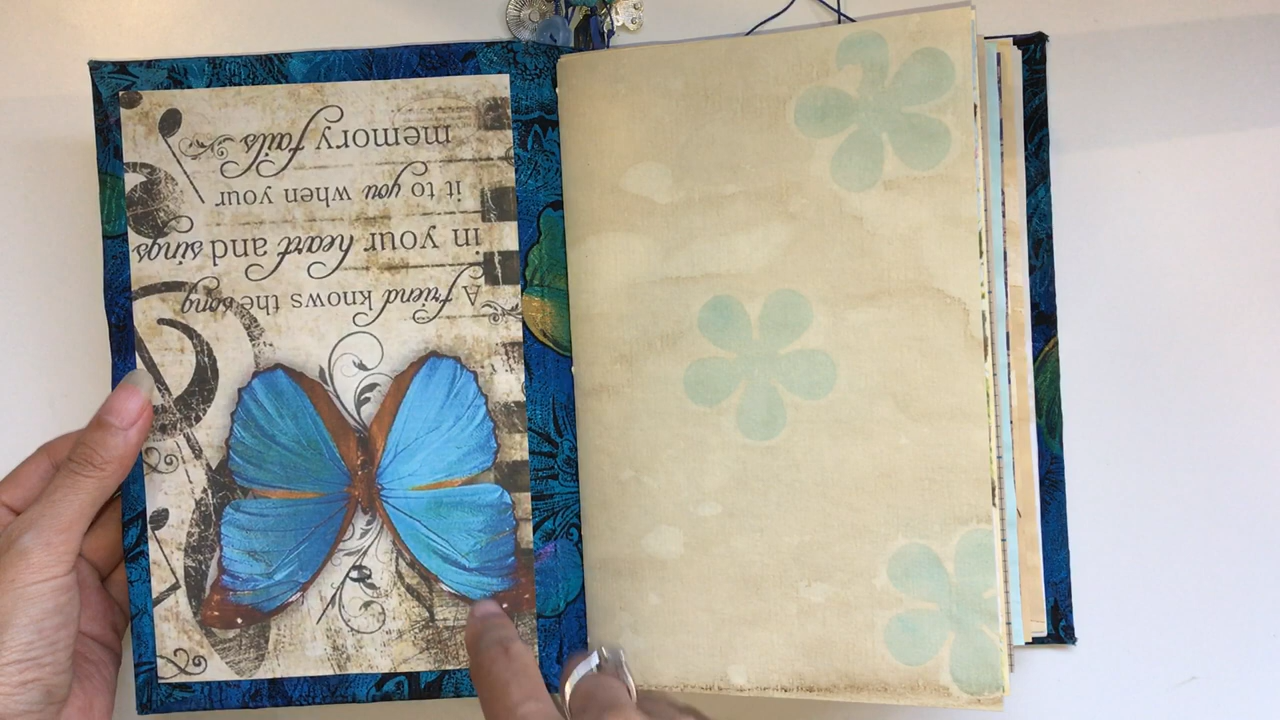 A friend knows the song
in your heart and sings
it to you when your
memory fails